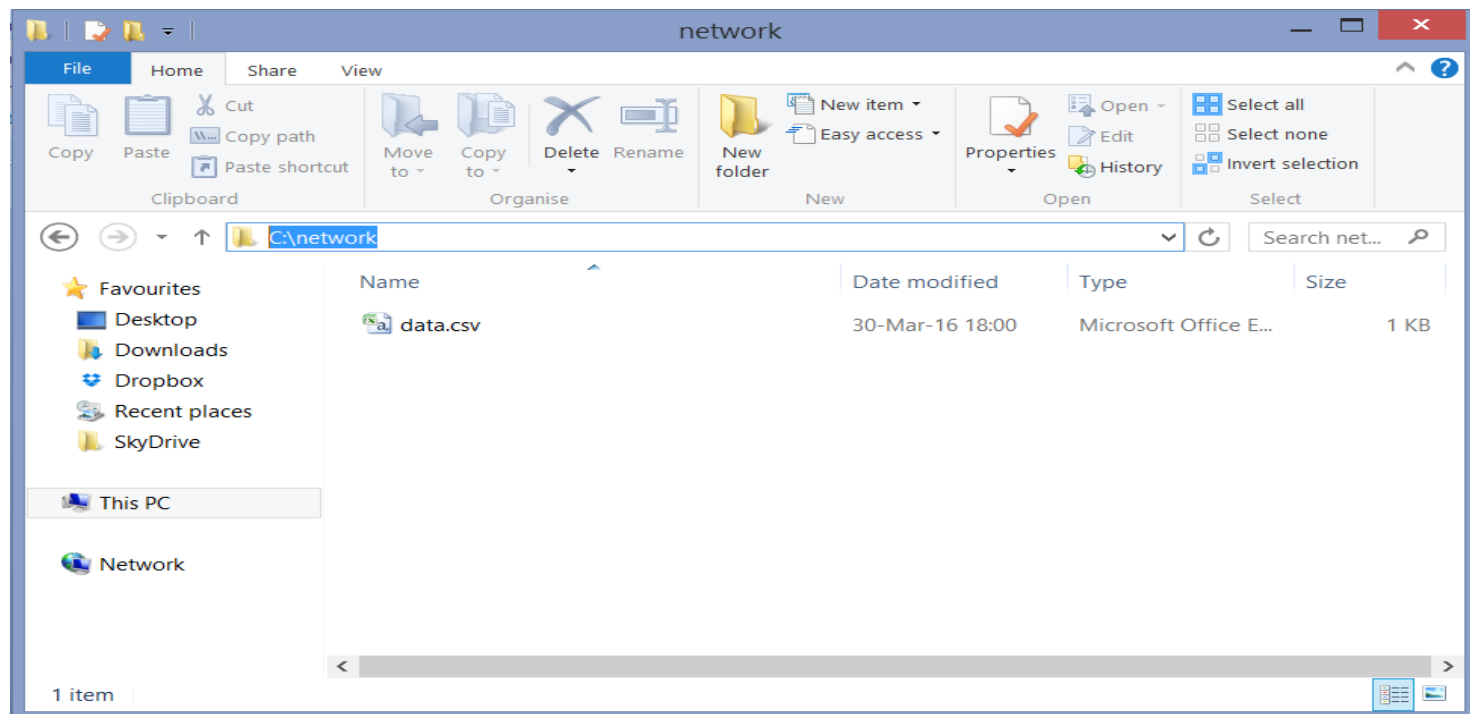 network
File Home Share View
Copy
Paste
Cut
Copy path
Paste shortcut
Clipboard
Move to
Copy to
Delete
Rename
Organise
New folder
New item
Easy access
New
Properties
Open
Edit
History
Open
Select all
Select none
Invert selection
Select
C:\network
Search net...
Favourites
Desktop
Downloads
Dropbox
Recent places
SkyDrive
This PC
Network
Name Date modified Type Size
data.csv 30-Mar-16 18:00 Microsoft Office E... 1 KB
1 item